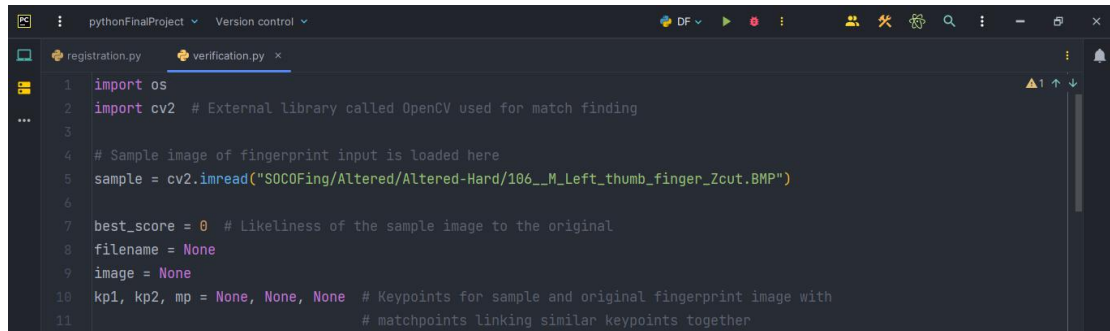 PC pythonFinalProject Version control DF
registration.py verification.py
1 import os 1
2 import cv2 # External library called OpenCV used for match finding
3
4 # Sample image of fingerprint input is loaded here
5 sample = cv2.imread("SOCOFing/Altered/Altered-Hard/106__M_Left_thumb_finger_Zcut.BMP")
6
7 best_score = 0 # Likeliness of the sample image to the original
8 filename = None
9 image = None
10 kp1, kp2, mp = None, None, None # Keypoints for sample and original fingerprint image with
11 # matchpoints linking similar keypoints together